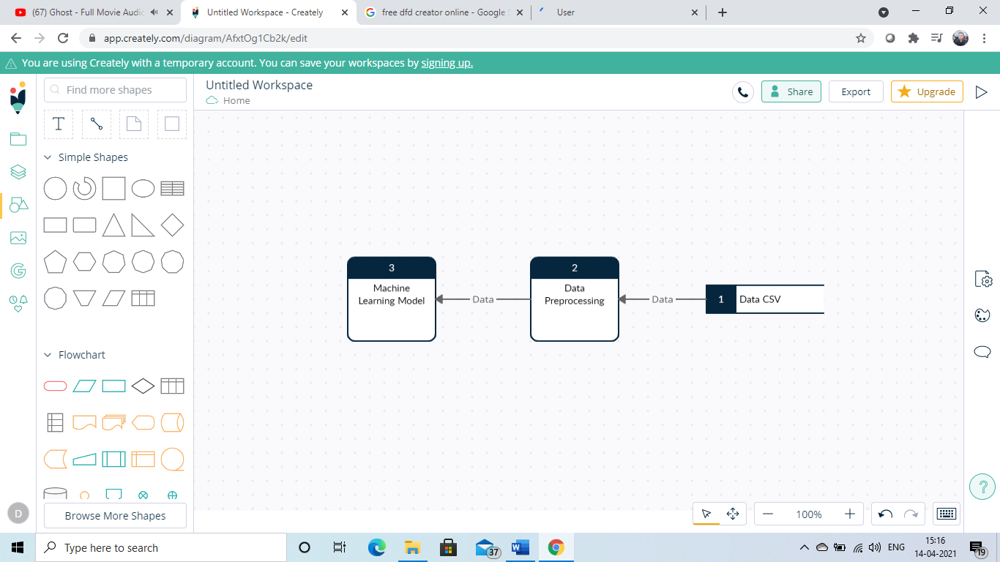 (67) Ghost - Full Movie Audio
Untitled Workspace - Creately
free dfd creator online - Google S
User
app.creately.com/diagram/AfxtOg1Cb2k/edit
You are using Creately with a temporary account. You can save your workspaces by signing up.
Find more shapes
Untitled Workspace
Home
Share
Export
Upgrade
T
Simple Shapes
Flowchart
3
Machine
Learning Model
Data
2
Data
Preprocessing
Data
1
Data CSV
D
Browse More Shapes
100%
?
Type here to search
37
W
ENG
15:16
14-04-2021
19